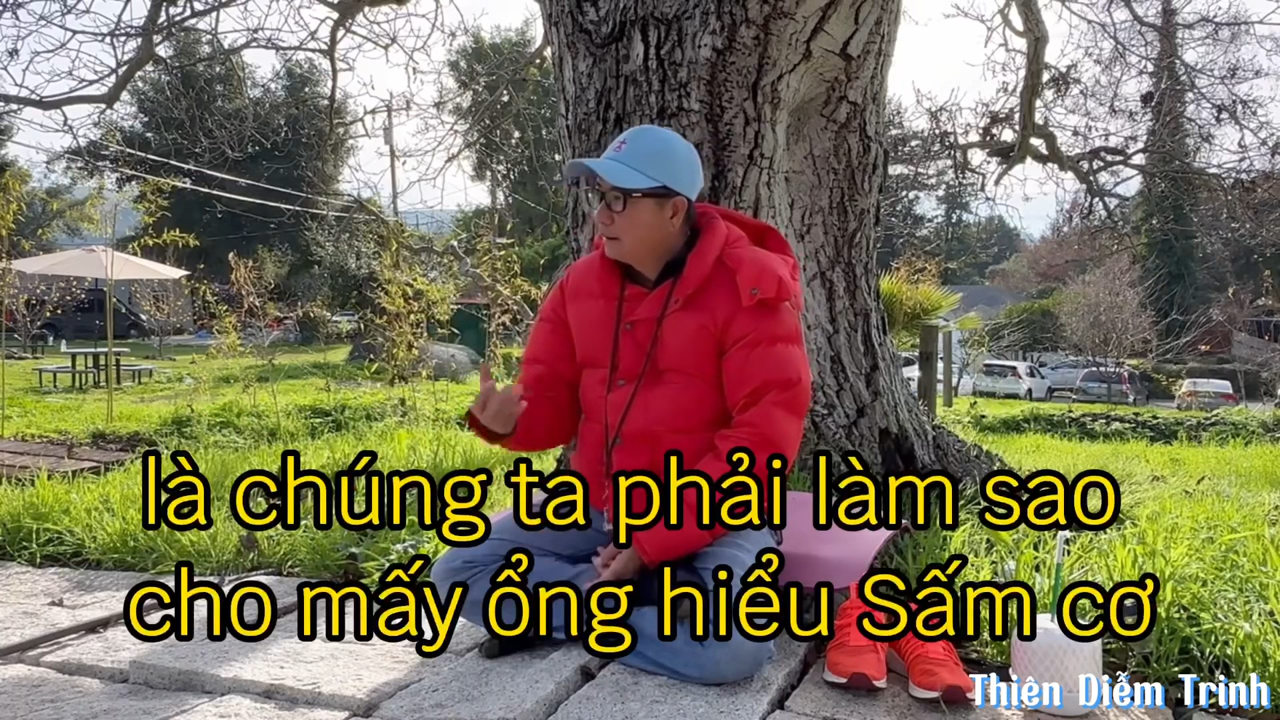 là chúng ta phải làm sao
cho mấy ổng hiểu Sấm cơ
Thiên Diễm Trinh